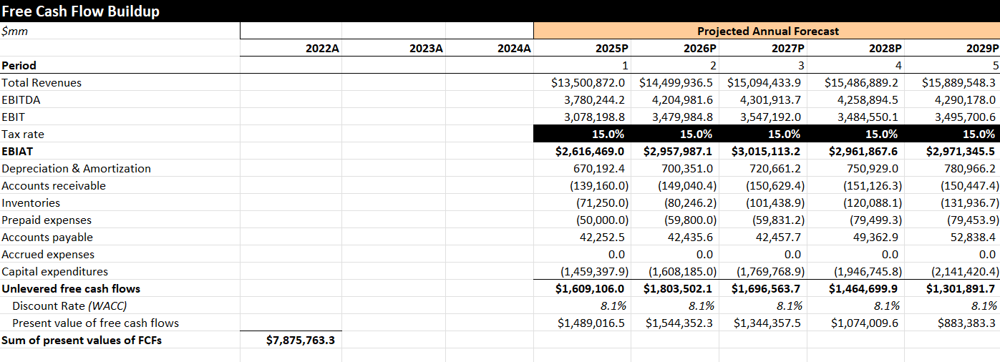 Free Cash Flow Buildup
$mm Projected Annual Forecast
2022A 2023A 2024A 2025P 2026P 2027P 2028P 2029P
Period 1 2 3 4 5
Total Revenues $13,500,872.0 $14,499,936.5 $15,094,433.9 $15,486,889.2 $15,889,548.3
EBITDA 3,780,244.2 4,204,981.6 4,301,913.7 4,258,894.5 4,290,178.0
EBIT 3,078,198.8 3,479,984.8 3,547,192.0 3,484,550.1 3,495,700.6
Tax rate 15.0% 15.0% 15.0% 15.0% 15.0%
EBIAT $2,616,469.0 $2,957,987.1 $3,015,113.2 $2,961,867.6 $2,971,345.5
Depreciation & Amortization 670,192.4 700,351.0 720,661.2 750,929.0 780,966.2
Accounts receivable (139,160.0) (149,040.4) (150,629.4) (151,126.3) (150,447.4)
Inventories (71,250.0) (80,246.2) (101,438.9) (120,088.1) (131,936.7)
Prepaid expenses (50,000.0) (59,800.0) (59,831.2) (79,499.3) (79,453.9)
Accounts payable 42,252.5 42,435.6 42,457.7 49,362.9 52,838.4
Accrued expenses 0.0 0.0 0.0 0.0 0.0
Capital expenditures (1,459,397.9) (1,608,185.0) (1,769,768.9) (1,946,745.8) (2,141,420.4)
Unlevered free cash flows $1,609,106.0 $1,803,502.1 $1,696,563.7 $1,464,699.9 $1,301,891.7
Discount Rate (WACC) 8.1% 8.1% 8.1% 8.1% 8.1%
Present value of free cash flows $1,489,016.5 $1,544,352.3 $1,344,357.5 $1,074,009.6 $883,383.3
Sum of present values of FCFs $7,875,763.3